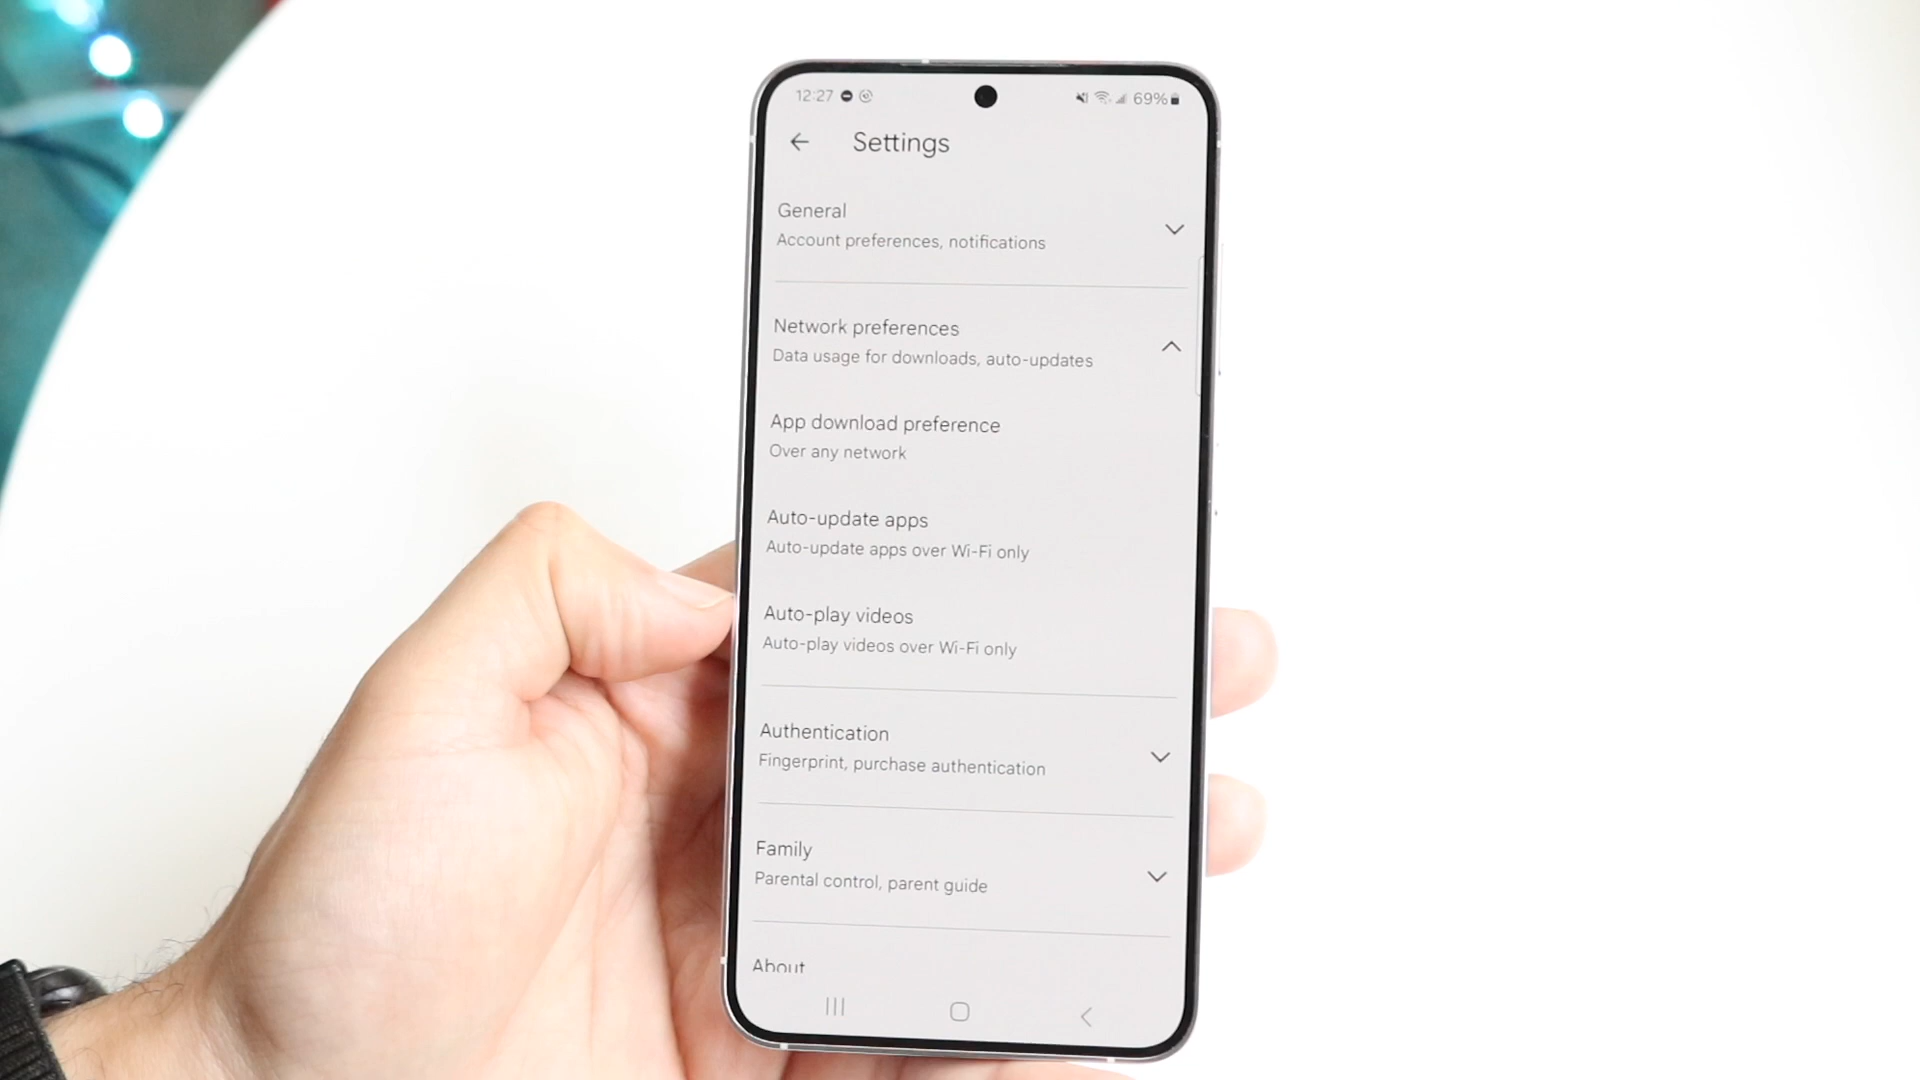 12:27 69%
Settings
General
Account preferences, notifications
Network preferences
Data usage for downloads, auto-updates
App download preference
Over any network
Auto-update apps
Auto-update apps over Wi-Fi only
Auto-play videos
Auto-play videos over Wi-Fi only
Authentication
Fingerprint, purchase authentication
Family
Parental control, parent guide
About